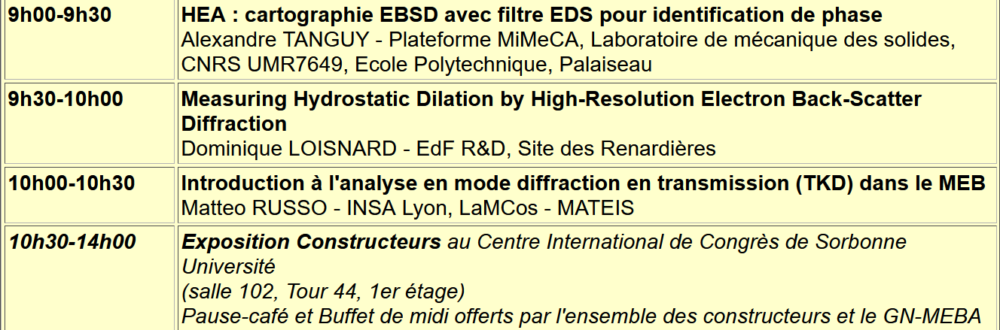 9h00-9h30
HEA : cartographie EBSD avec filtre EDS pour identification de phase
Alexandre TANGUY - Plateforme MiMeCA, Laboratoire de mécanique des solides,
CNRS UMR7649, Ecole Polytechnique, Palaiseau
9h30-10h00
Measuring Hydrostatic Dilation by High-Resolution Electron Back-Scatter
Diffraction
Dominique LOISNARD - EdF R&D, Site des Renardières
10h00-10h30
Introduction à l'analyse en mode diffraction en transmission (TKD) dans le MEB
Matteo RUSSO - INSA Lyon, LaMCos - MATEIS
10h30-14h00
Exposition Constructeurs au Centre International de Congrès de Sorbonne
Université
(salle 102, Tour 44, 1er étage)
Pause-café et Buffet de midi offerts par l'ensemble des constructeurs et le GN-MEBA